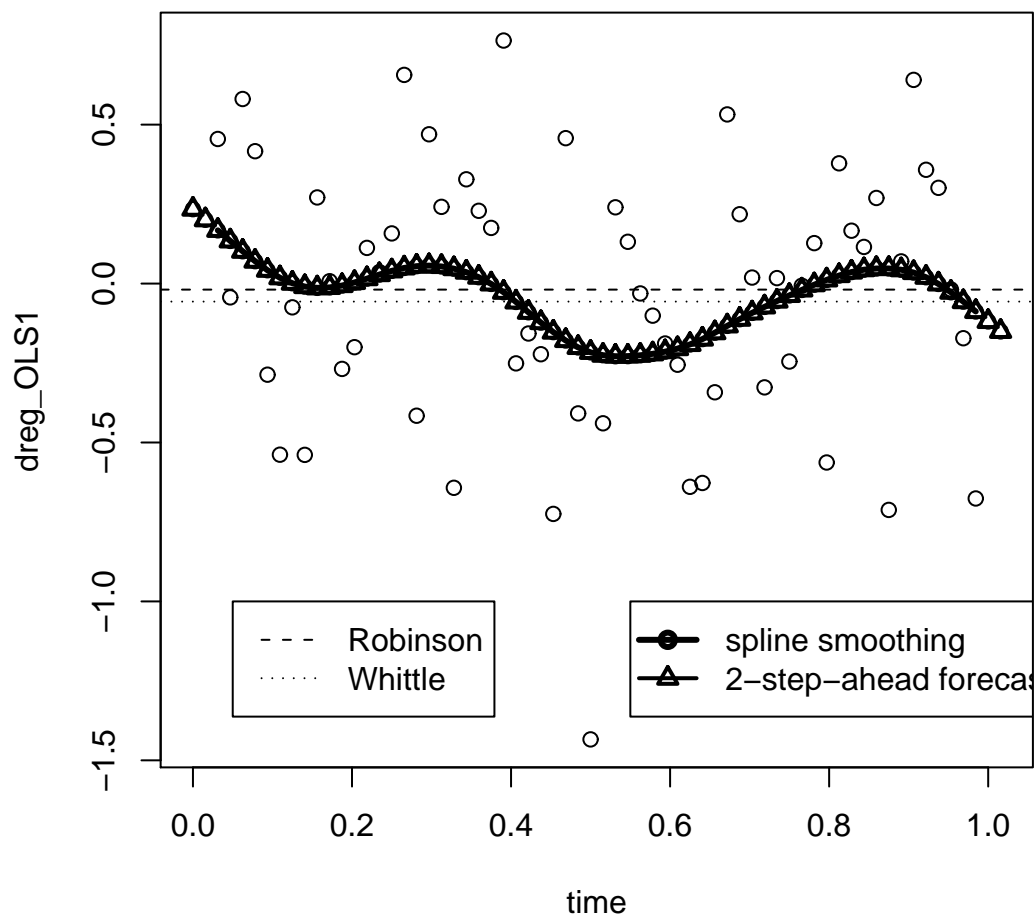 dreg_OLS1
0.5
0.0
−0.5
−1.0
−1.5
Robinson
Whittle
spline smoothing
2−step−ahead forecas
0.0 0.2 0.4 0.6 0.8 1.0
time